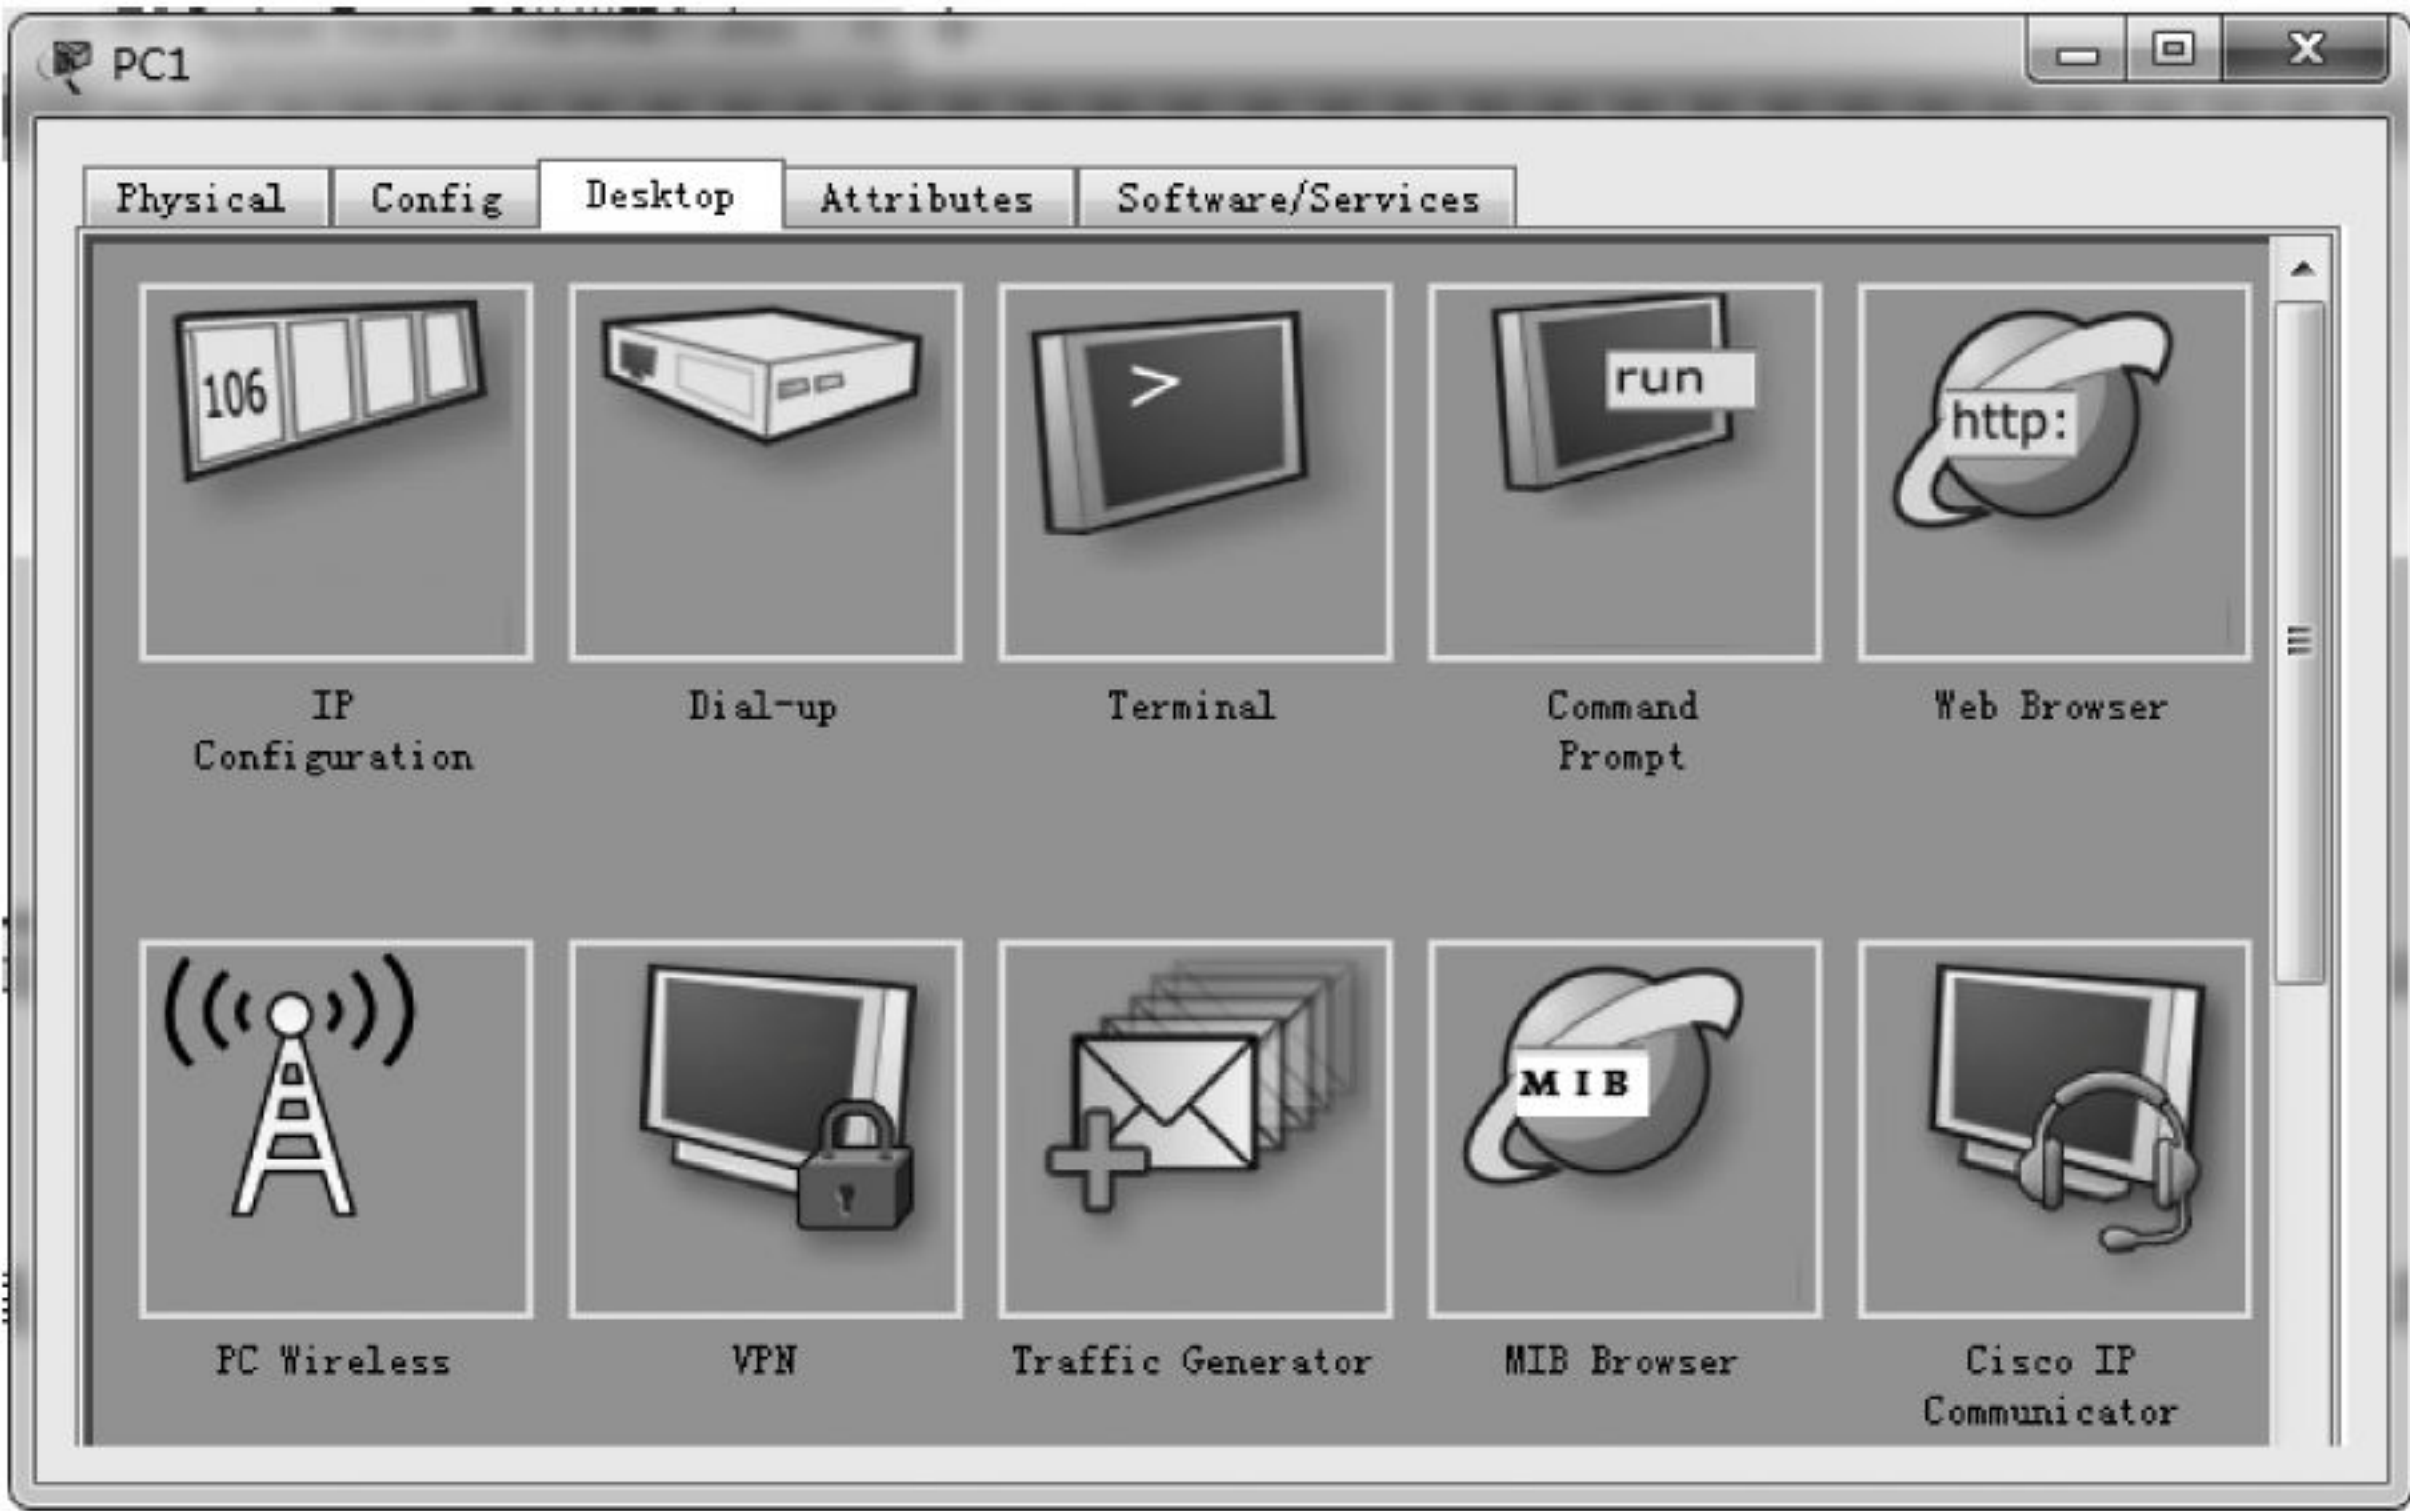 PC1
Physical
Config
Desktop
Attributes
Software/Services
106
>
run
http:
IP
Configuration
Dial-up
Terminal
Command
Prompt
Web Browser
MIB
PC Wireless
VPN
Traffic Generator
MIB Browser
Cisco IP
Communicator